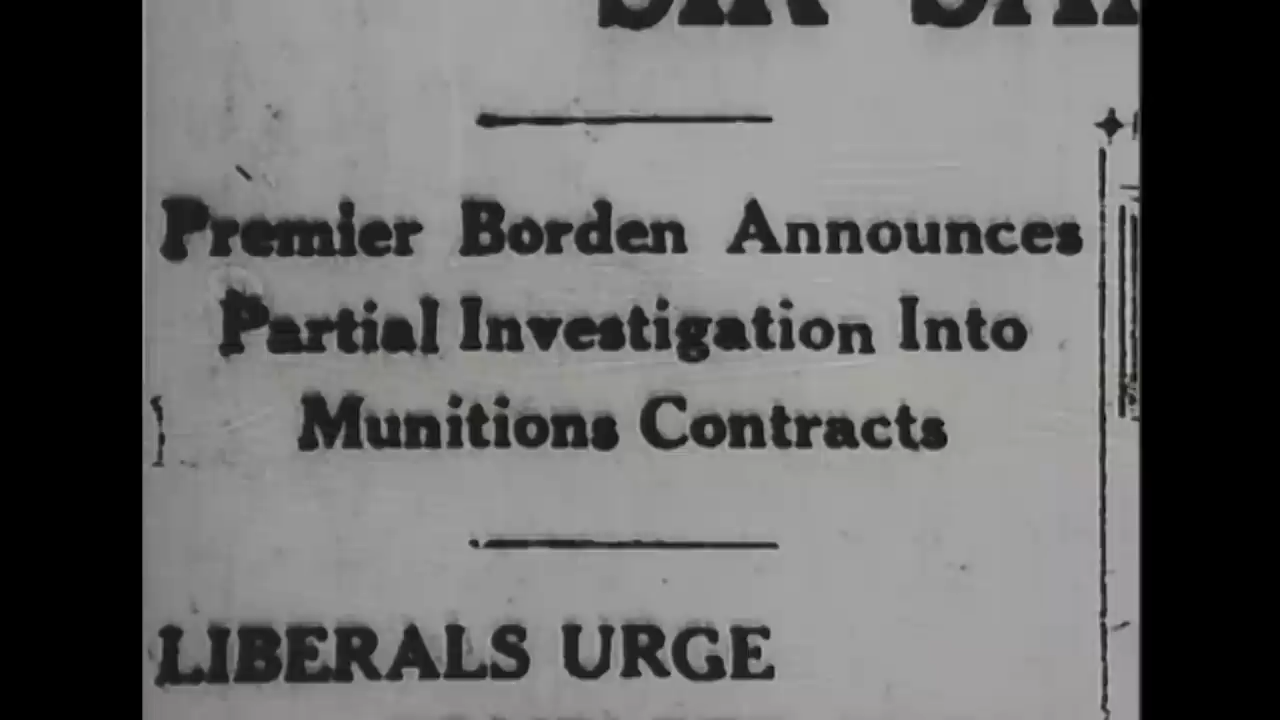 Premier Borden Announces
Partial Investigation Into
Munitions Contracts
LIBERALS URGE